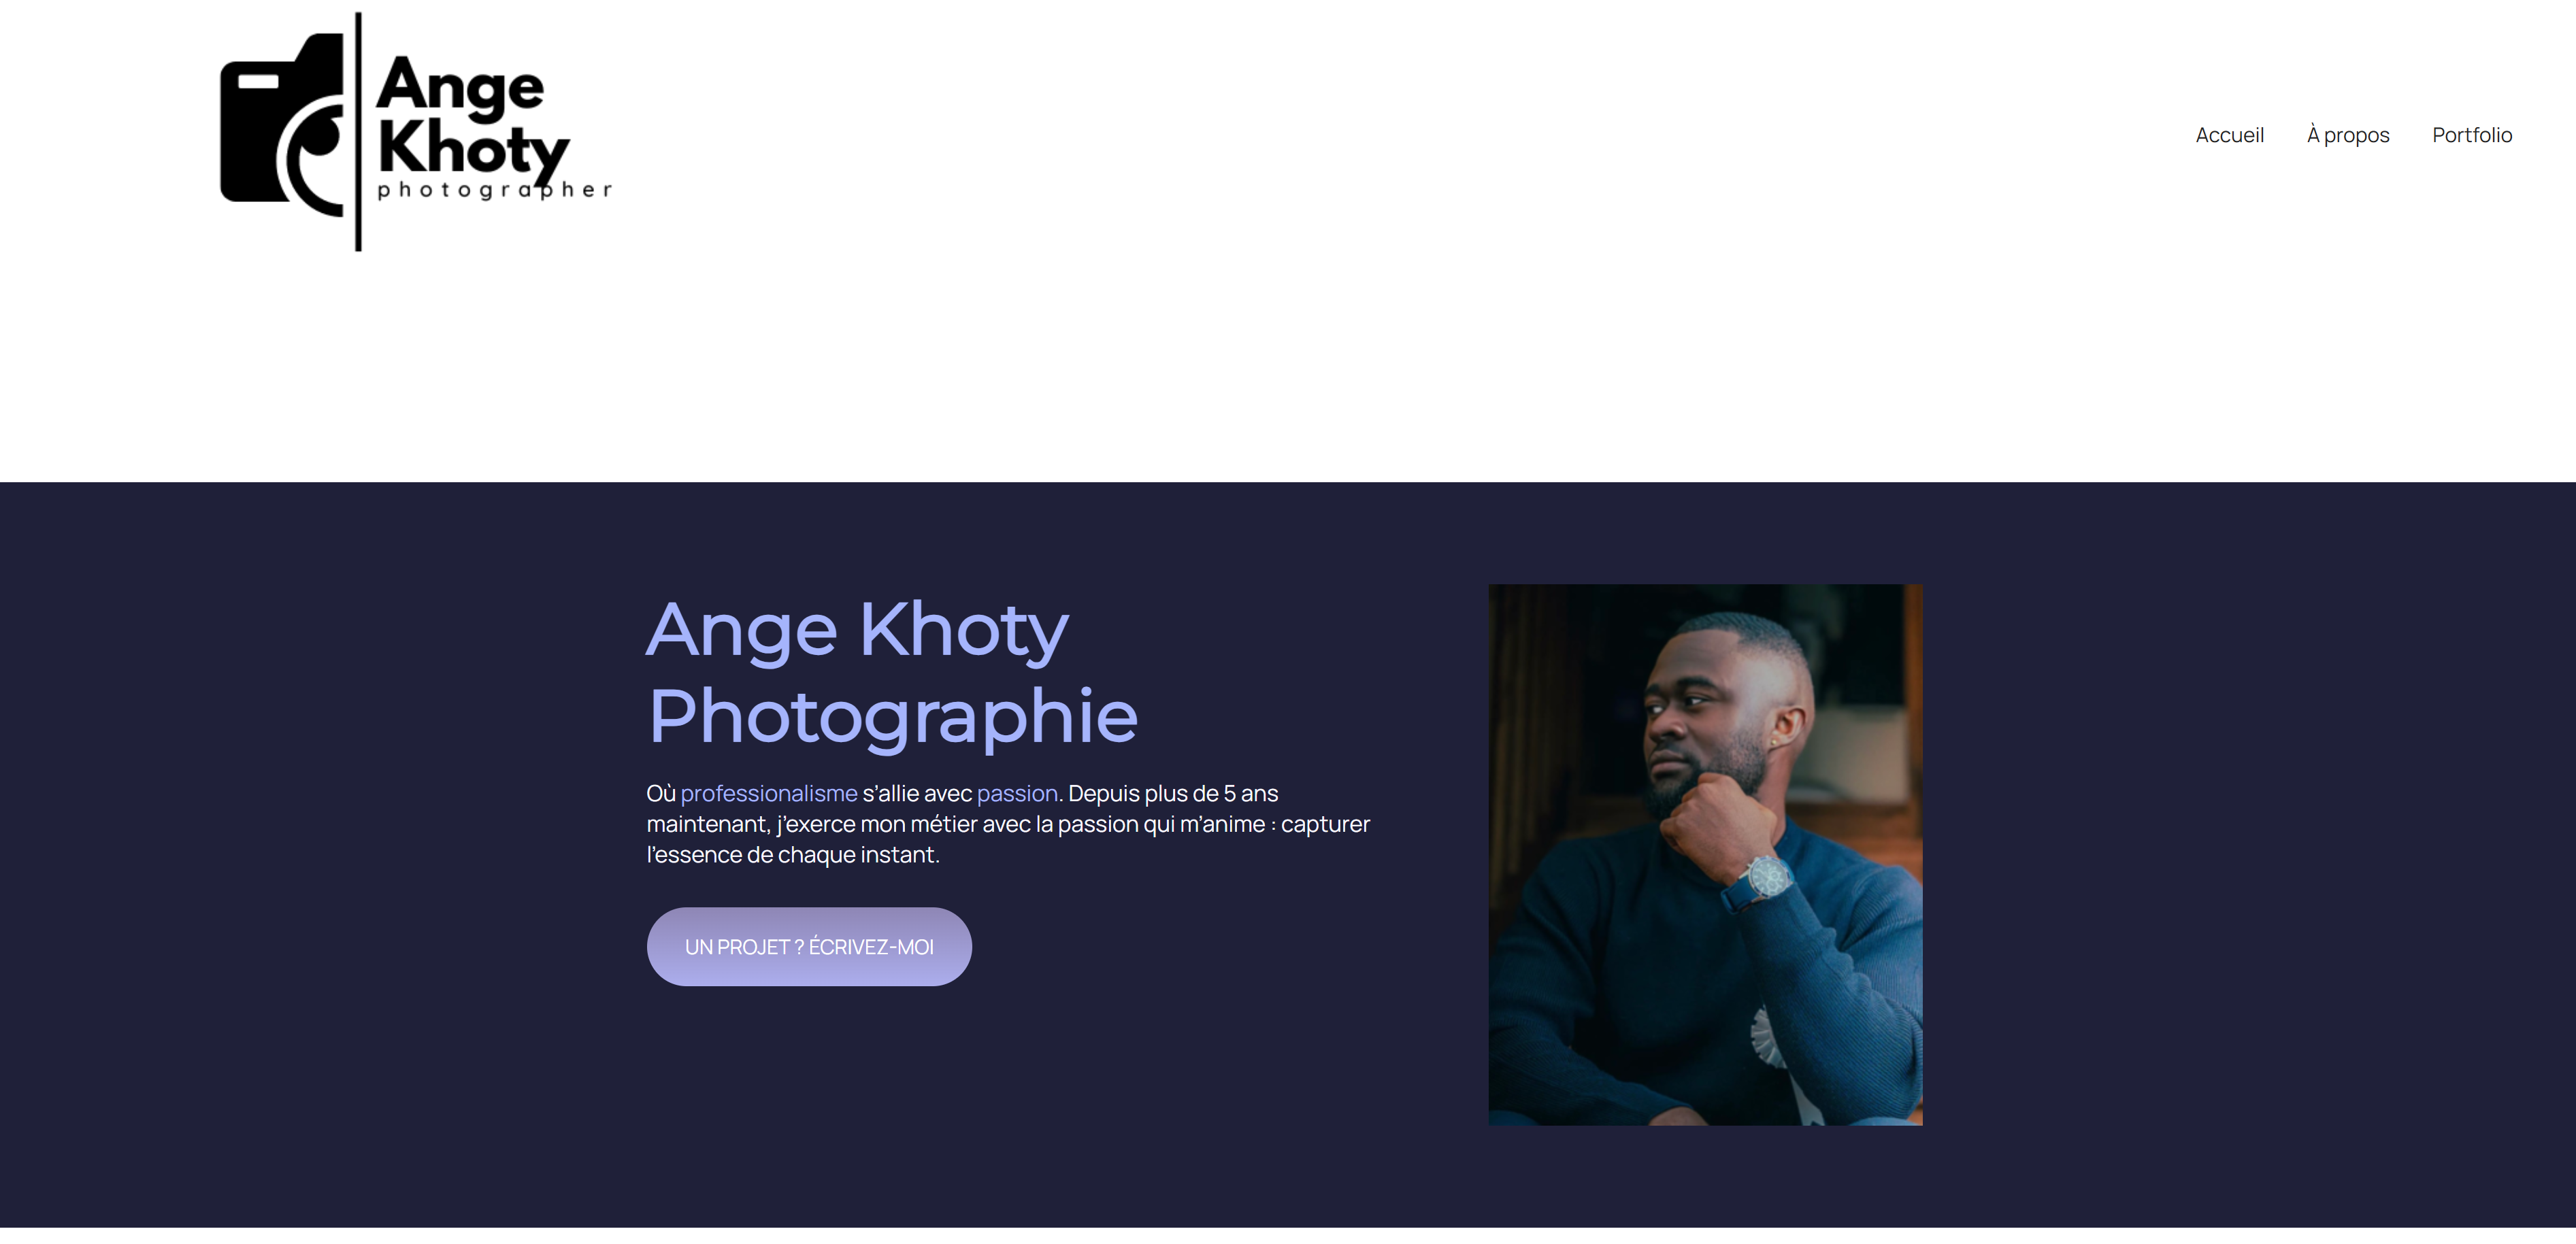 Ange
Khoty
photographer
Accueil À propos Portfolio
Ange Khoty
Photographie
Où professionalisme s’allie avec passion. Depuis plus de 5 ans
maintenant, j’exerce mon métier avec la passion qui m’anime : capturer
l’essence de chaque instant.
UN PROJET ? ÉCRIVEZ-MOI